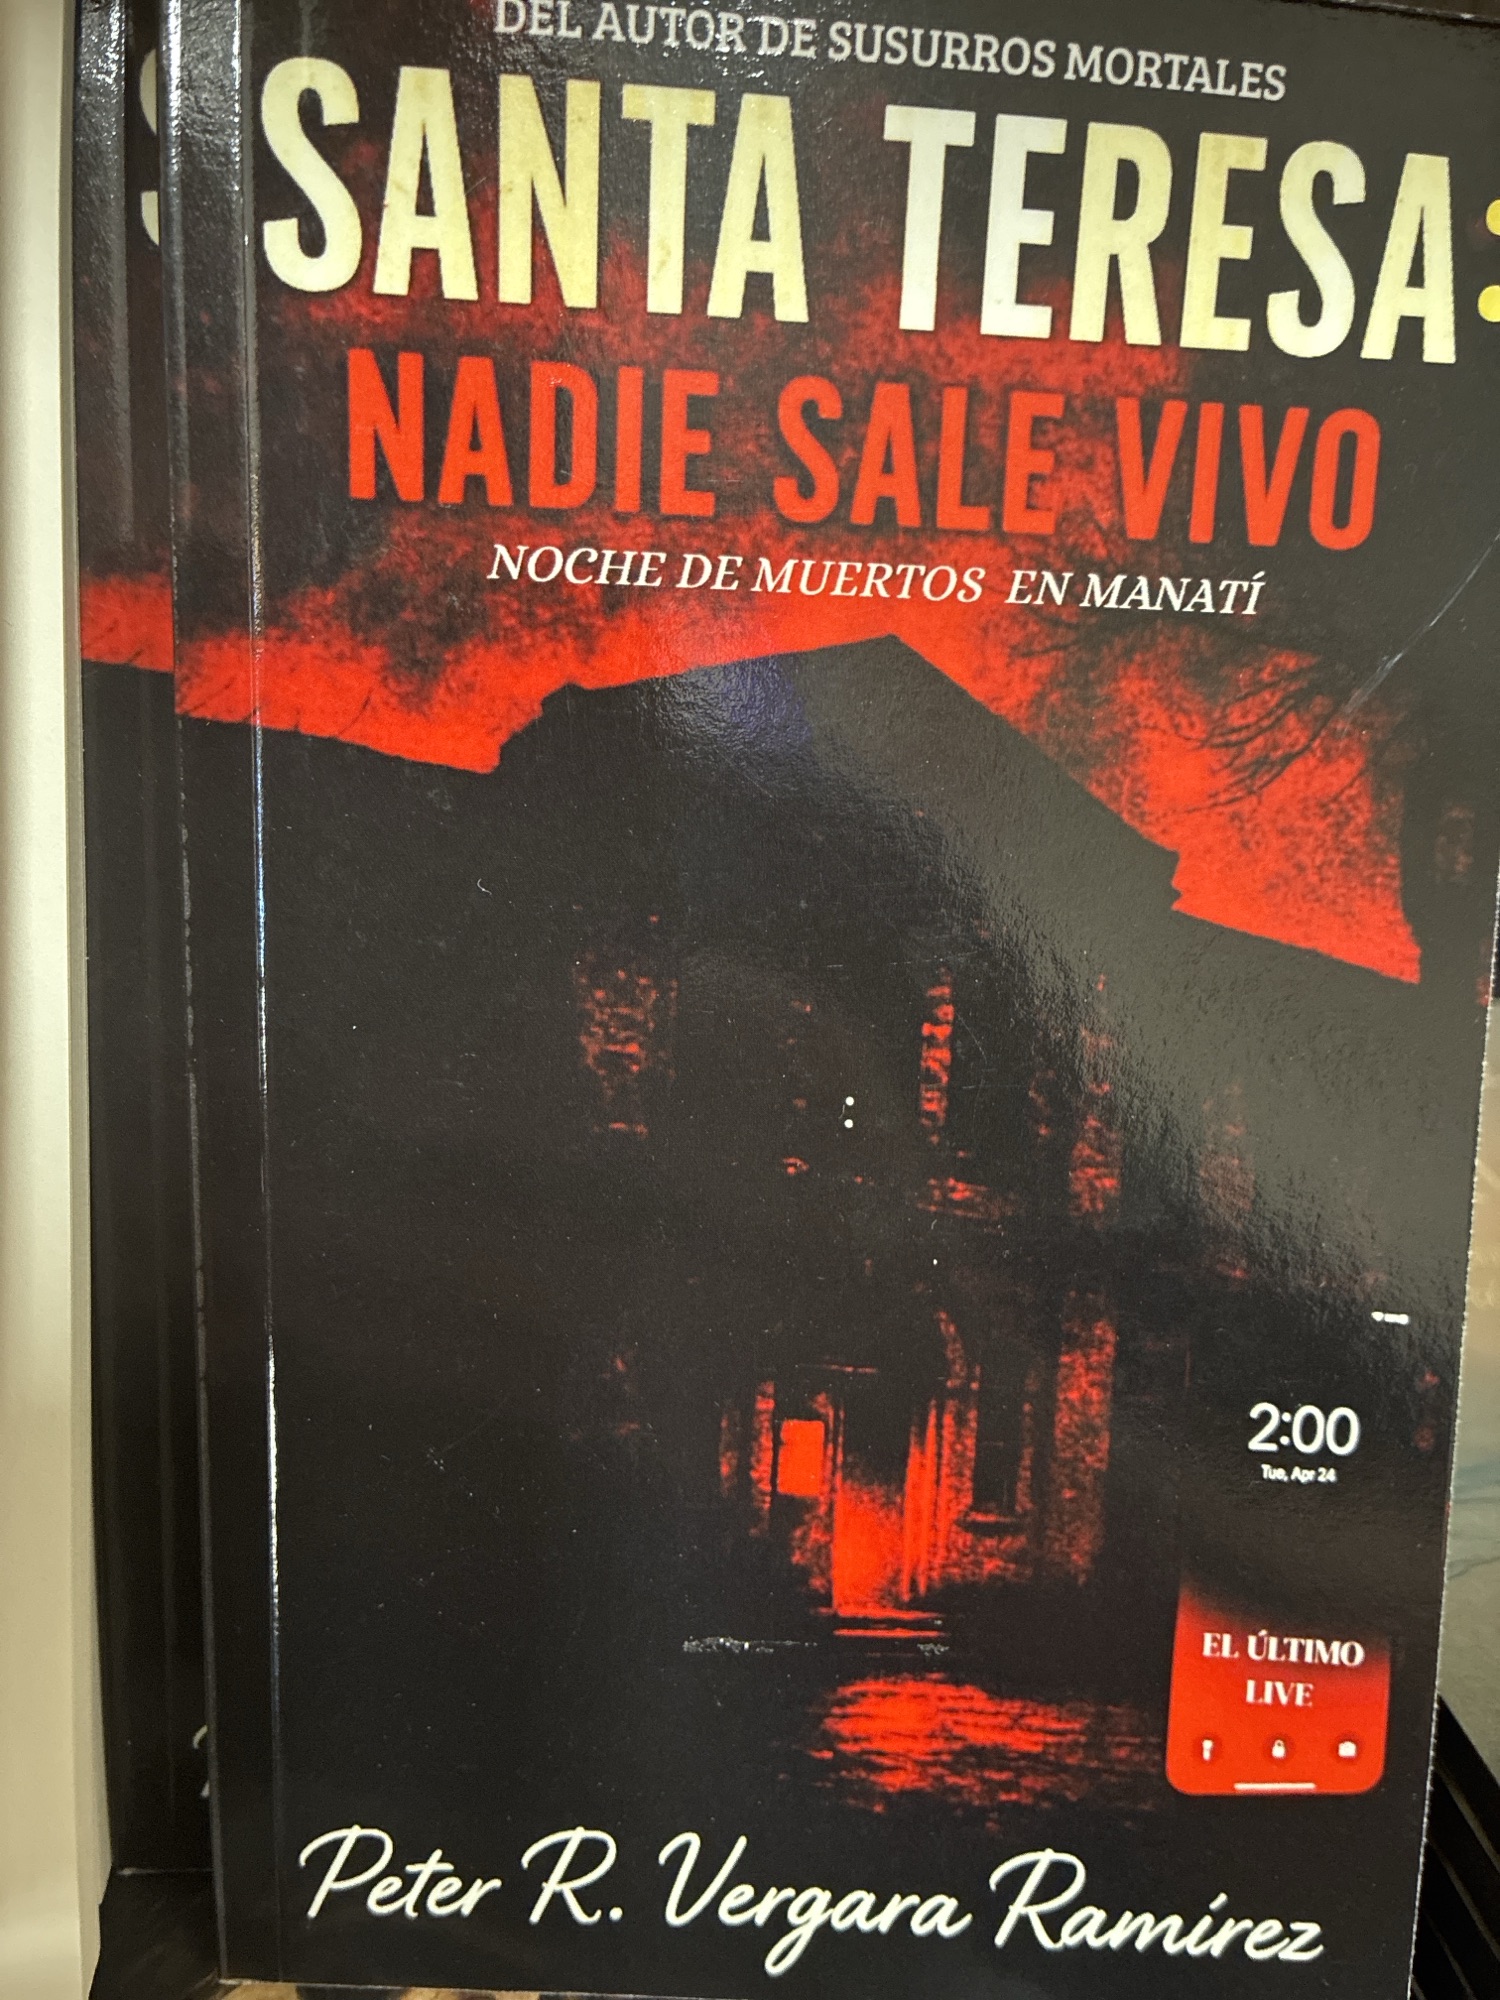 DEL AUTOR DE SUSURROS MORTALES
SANTA TERESA:
NADIE SALE VIVO
NOCHE DE MUERTOS EN MANATÍ
:
2:00
Tue, Apr 24
EL ÚLTIMO
LIVE
Peter R. Vergara Ramírez